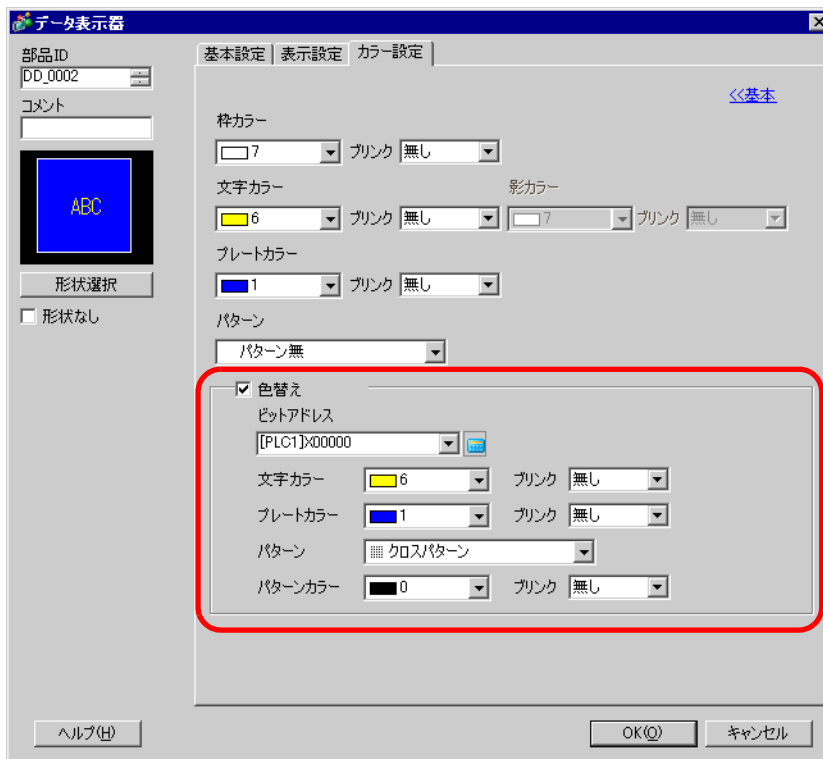 データ表示器
部品ID
DD_0002
コメント
ABC
形状選択
形状なし
基本設定 表示設定 カラー設定
<<基本
枠カラー
7 ブリンク 無し
文字カラー 影カラー
6 ブリンク 無し 7 ブリンク 無し
プレートカラー
1 ブリンク 無し
パターン
パターン無
色替え
ビットアドレス
[PLC1]X00000
文字カラー 6 ブリンク 無し
プレートカラー 1 ブリンク 無し
パターン クロスパターン
パターンカラー 0 ブリンク 無し
ヘルプ(H) OK(O) キャンセル